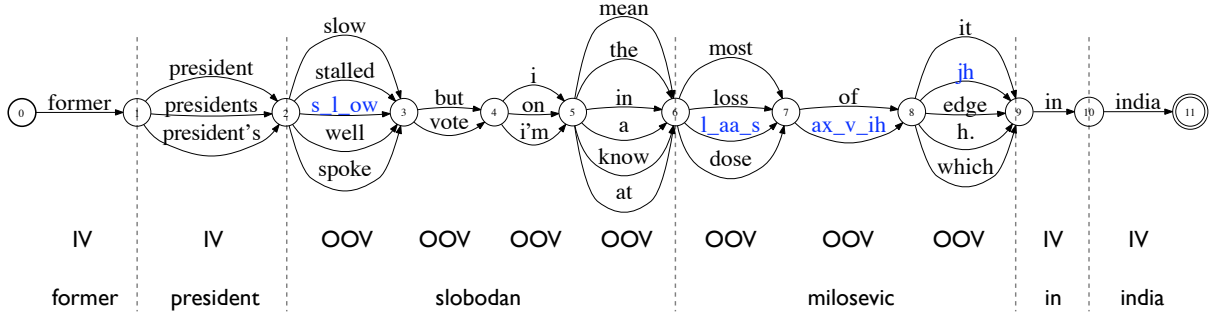 slow mean it
president stalled i the most jh
former presidents s_l_ow but on in loss of edge in india
president's well vote i'm a l_aa_s ax_v_ih h.
spoke know dose which
at
0 1 2 3 4 5 6 7 8 9 10 11
IV IV OOV OOV OOV OOV OOV OOV OOV IV IV
former president slobodan milosevic in india